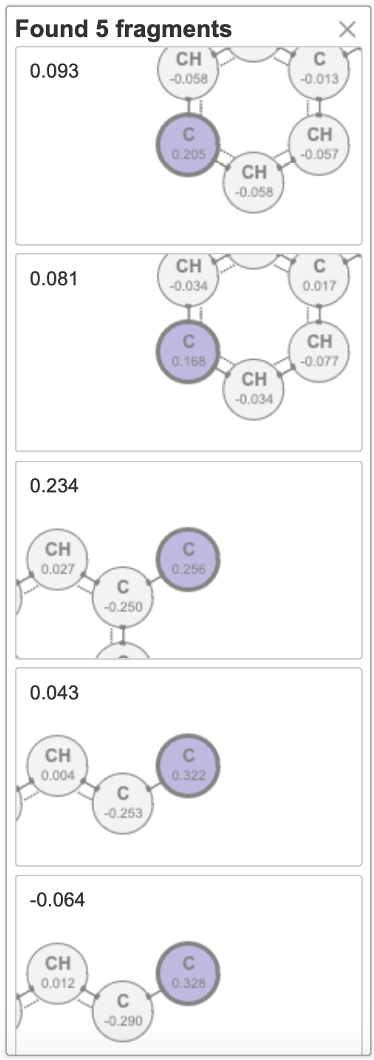 Found 5 fragments
0.093
CH
-0.058
C
-0.013
C
0.205
CH
-0.057
CH
-0.058
0.081
CH
-0.034
C
0.017
C
0.168
CH
-0.077
CH
-0.034
0.234
CH
0.027
C
0.256
C
-0.250
0.043
CH
0.004
C
0.322
C
-0.253
-0.064
CH
0.012
C
0.328
C
-0.290